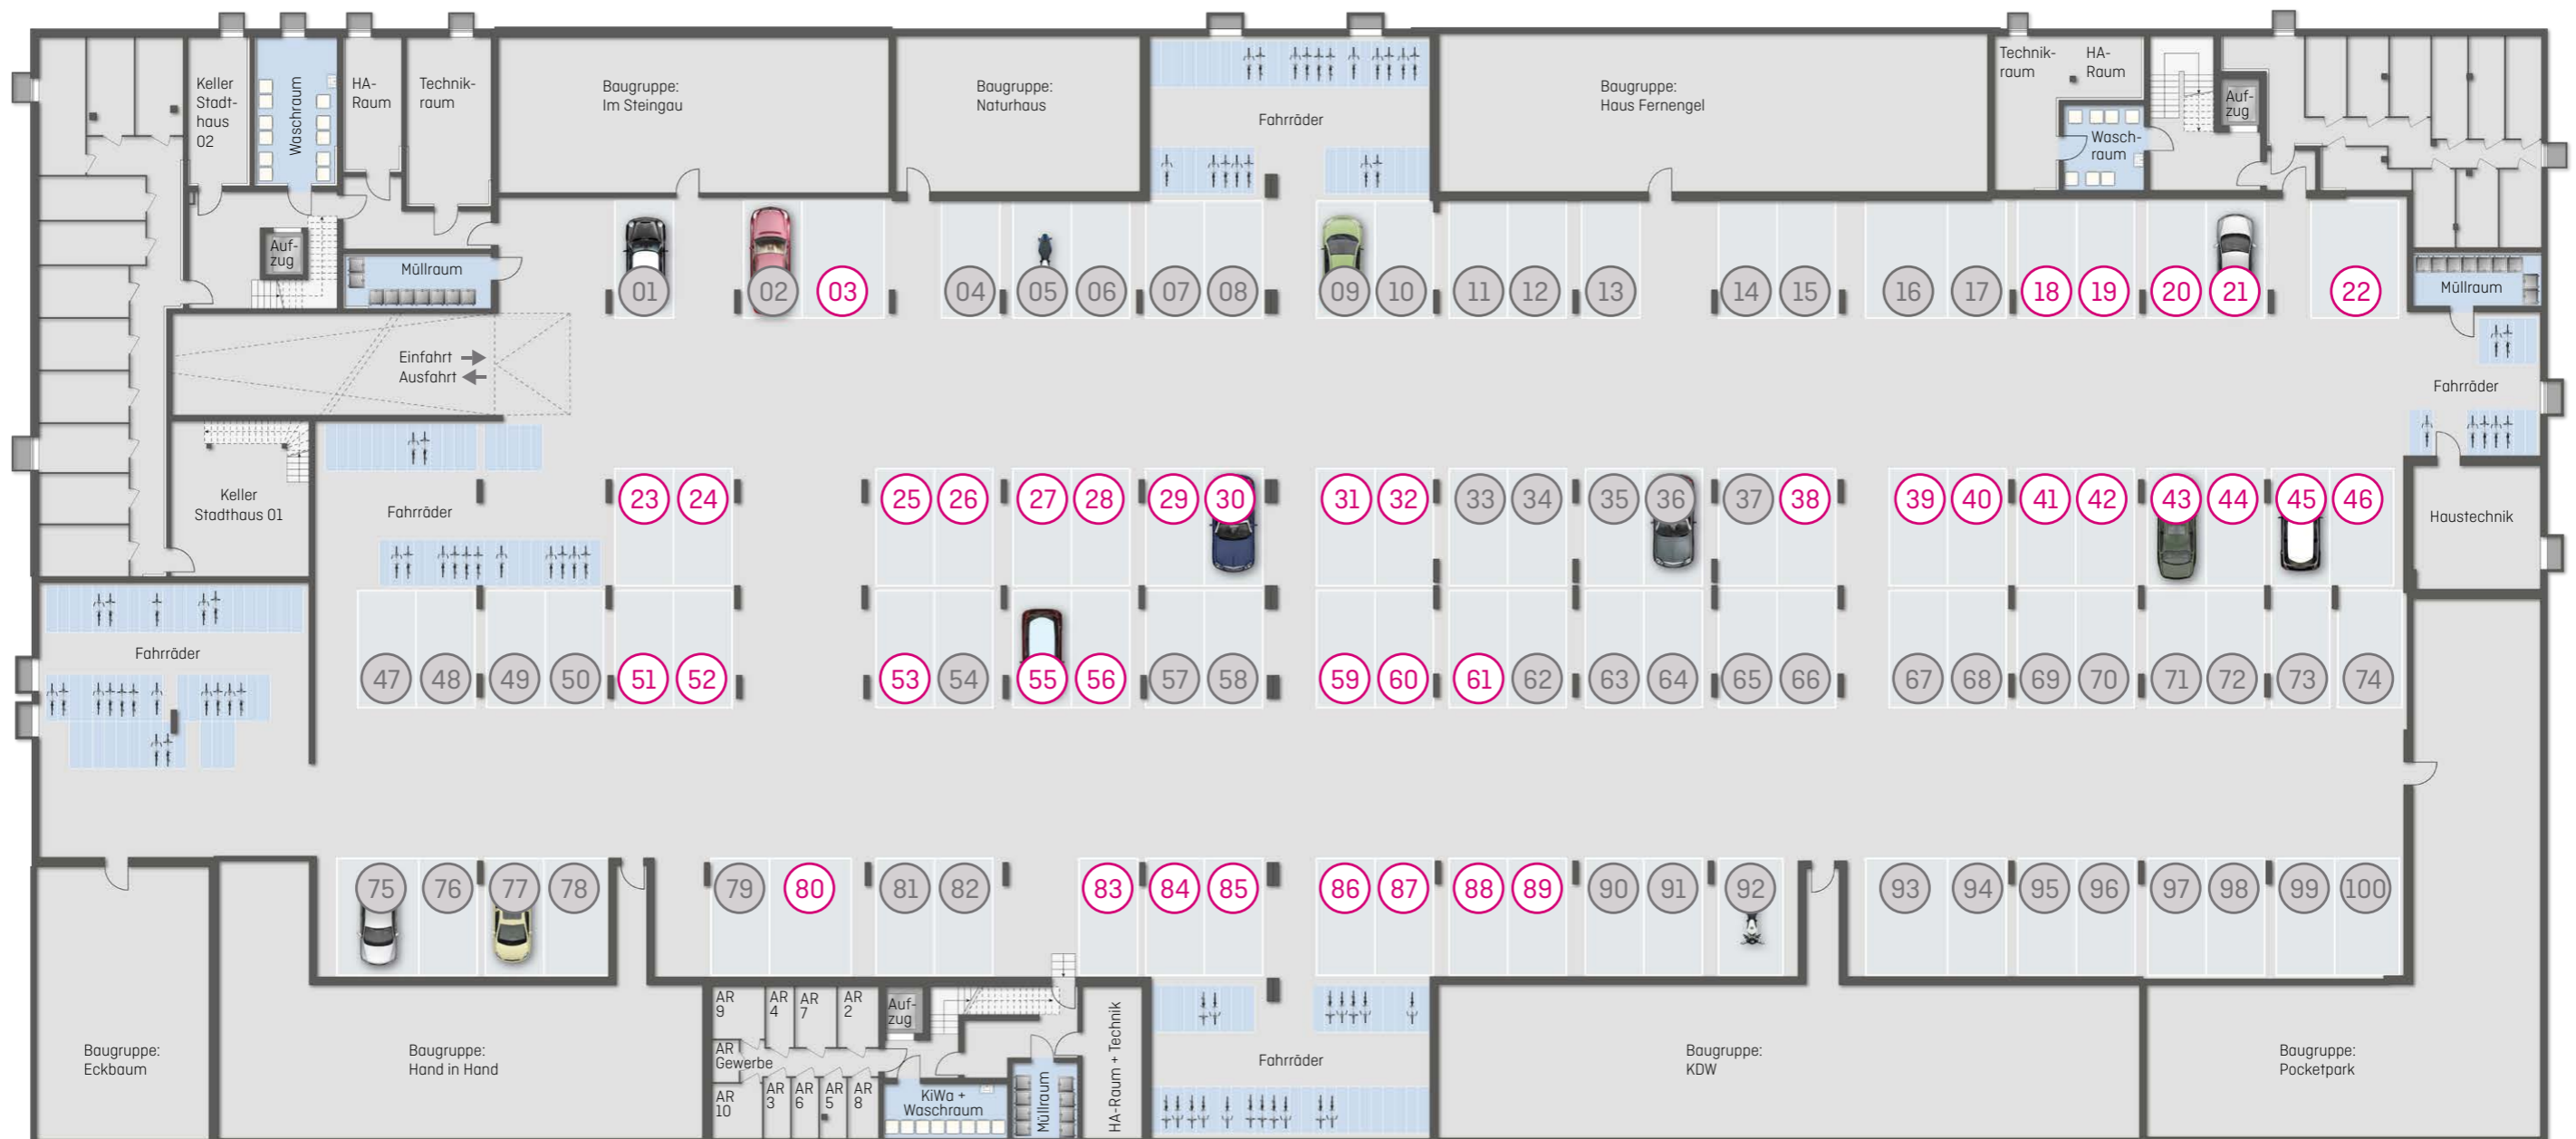 Keller
Stadt-
haus
02
Waschraum
HA-
Raum
Technik-
raum
Baugruppe:
Im Steingau
Baugruppe:
Naturhaus
Fahrräder
Baugruppe:
Haus Fernengel
Technik-
raum
HA-
Raum
Wasch-
raum
Auf-
zug
Auf-
zug
Müllraum
Müllraum
01 02 03 04 05 06 07 08 09 10 11 12 13 14 15 16 17 18 19 20 21 22
Einfahrt
Ausfahrt
Fahrräder
Keller
Stadthaus 01
Fahrräder
23 24 25 26 27 28 29 30 31 32 33 34 35 36 37 38 39 40 41 42 43 44 45 46
Haustechnik
Fahrräder
47 48 49 50 51 52 53 54 55 56 57 58 59 60 61 62 63 64 65 66 67 68 69 70 71 72 73 74
75 76 77 78 79 80 81 82 83 84 85 86 87 88 89 90 91 92 93 94 95 96 97 98 99 100
Baugruppe:
Eckbaum
Baugruppe:
Hand in Hand
AR
9
AR
4
AR
7
AR
2
AR
Gewerbe
AR
10
AR
3
AR
6
AR
5
AR
8
Auf-
zug
KiWa +
Waschraum
Müllraum
HA-Raum + Technik
Fahrräder
Baugruppe:
KDW
Baugruppe:
Pocketpark